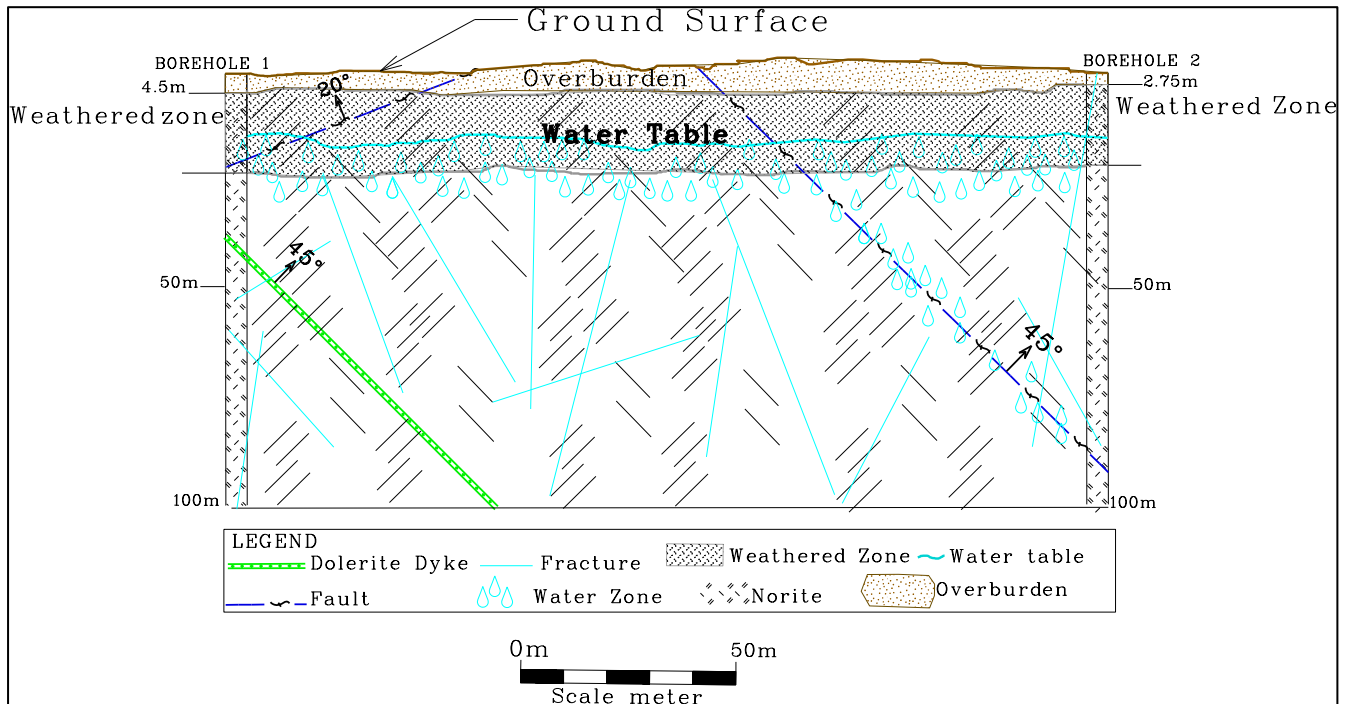 Ground Surface
BOREHOLE 1
BOREHOLE 2
4.5m
20°
Overburden
2.75m
Weathered zone
Weathered Zone
Water Table
45°
50m
50m
45°
100m
100m
LEGEND
Dolerite Dyke
Fracture
Weathered Zone
Water table
Fault
Water Zone
Norite
Overburden
0m
50m
Scale meter